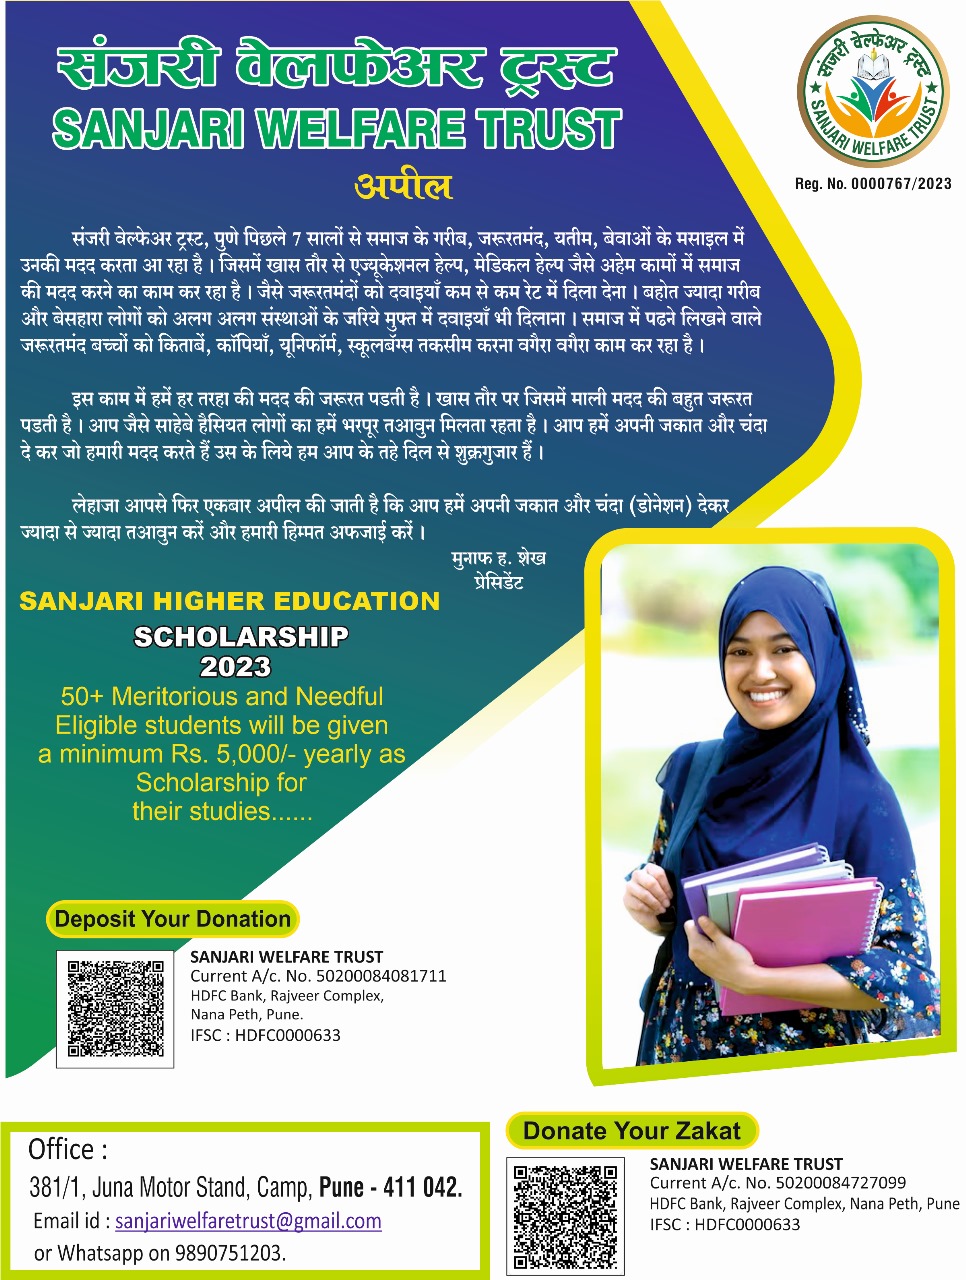 संजरी वेलफेअर ट्रस्ट
SANJARI WELFARE TRUST
संजरी वेल्फेअर ट्रस्ट
SANJARI WELFARE TRUST
Reg. No. 0000767/2023
अपील
संजरी वेल्फेअर ट्रस्ट, पुणे पिछले 7 सालों से समाज के गरीब, जरूरतमंद, यतीम, बेवाओं के मसाइल में
उनकी मदद करता आ रहा है । जिसमें खास तौर से एज्यूकेशनल हेल्प, मेडिकल हेल्प जैसे अहेम कामों में समाज
की मदद करने का काम कर रहा है । जैसे जरूरतमंदों को दवाइयाँ कम से कम रेट में दिला देना । बहोत ज्यादा गरीब
और बेसहारा लोगों को अलग अलग संस्थाओं के जरिये मुफ्त में दवाइयाँ भी दिलाना । समाज में पढने लिखने वाले
जरूरतमंद बच्चों को किताबें, कॉपियाँ, यूनिफॉर्म, स्कूलबॅग्स तकसीम करना वगैरा वगैरा काम कर रहा है ।
इस काम में हमें हर तरहा की मदद की जरूरत पडती है । खास तौर पर जिसमें माली मदद की बहुत जरूरत
पडती है । आप जैसे साहेबे हैसियत लोगों का हमें भरपूर तआवुन मिलता रहता है । आप हमें अपनी जकात और चंदा
दे कर जो हमारी मदद करते हैं उस के लिये हम आप के तहे दिल से शुक्रगुजार हैं ।
लेहाजा आपसे फिर एकबार अपील की जाती है कि आप हमें अपनी जकात और चंदा (डोनेशन) देकर
ज्यादा से ज्यादा तआवुन करें और हमारी हिम्मत अफजाई करें ।
मुनाफ ह. शेख
प्रेसिडेंट
SANJARI HIGHER EDUCATION
SCHOLARSHIP
2023
50+ Meritorious and Needful
Eligible students will be given
a minimum Rs. 5,000/- yearly as
Scholarship for
their studies......
Deposit Your Donation
SANJARI WELFARE TRUST
Current A/c. No. 50200084081711
HDFC Bank, Rajveer Complex,
Nana Peth, Pune.
IFSC : HDFC0000633
Office :
381/1, Juna Motor Stand, Camp, Pune - 411 042.
Email id : sanjariwelfaretrust@gmail.com
or Whatsapp on 9890751203.
Donate Your Zakat
SANJARI WELFARE TRUST
Current A/c. No. 50200084727099
HDFC Bank, Rajveer Complex, Nana Peth, Pune
IFSC : HDFC0000633